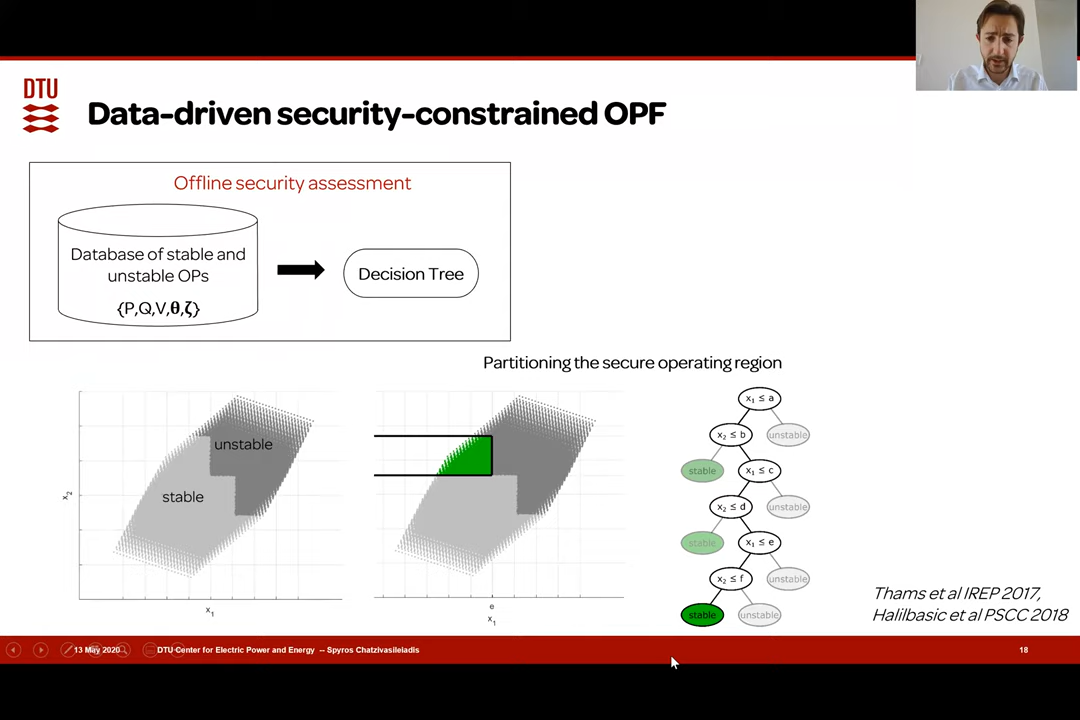 DTU
Data-driven security-constrained OPF
Offline security assessment
Database of stable and
unstable OPs
{P,Q,V,θ,ζ}
Decision Tree
Partitioning the secure operating region
unstable
stable
x₂
x₁
e
x₁
x₁ ≤ a
x₂ ≤ b
unstable
stable
x₁ ≤ c
x₂ ≤ d
unstable
stable
x₁ ≤ e
x₂ ≤ f
unstable
stable
unstable
Thams et al IREP 2017,
Halilbasic et al PSCC 2018
13 May 2020
DTU Center for Electric Power and Energy -- Spyros Chatzivasileiadis
18